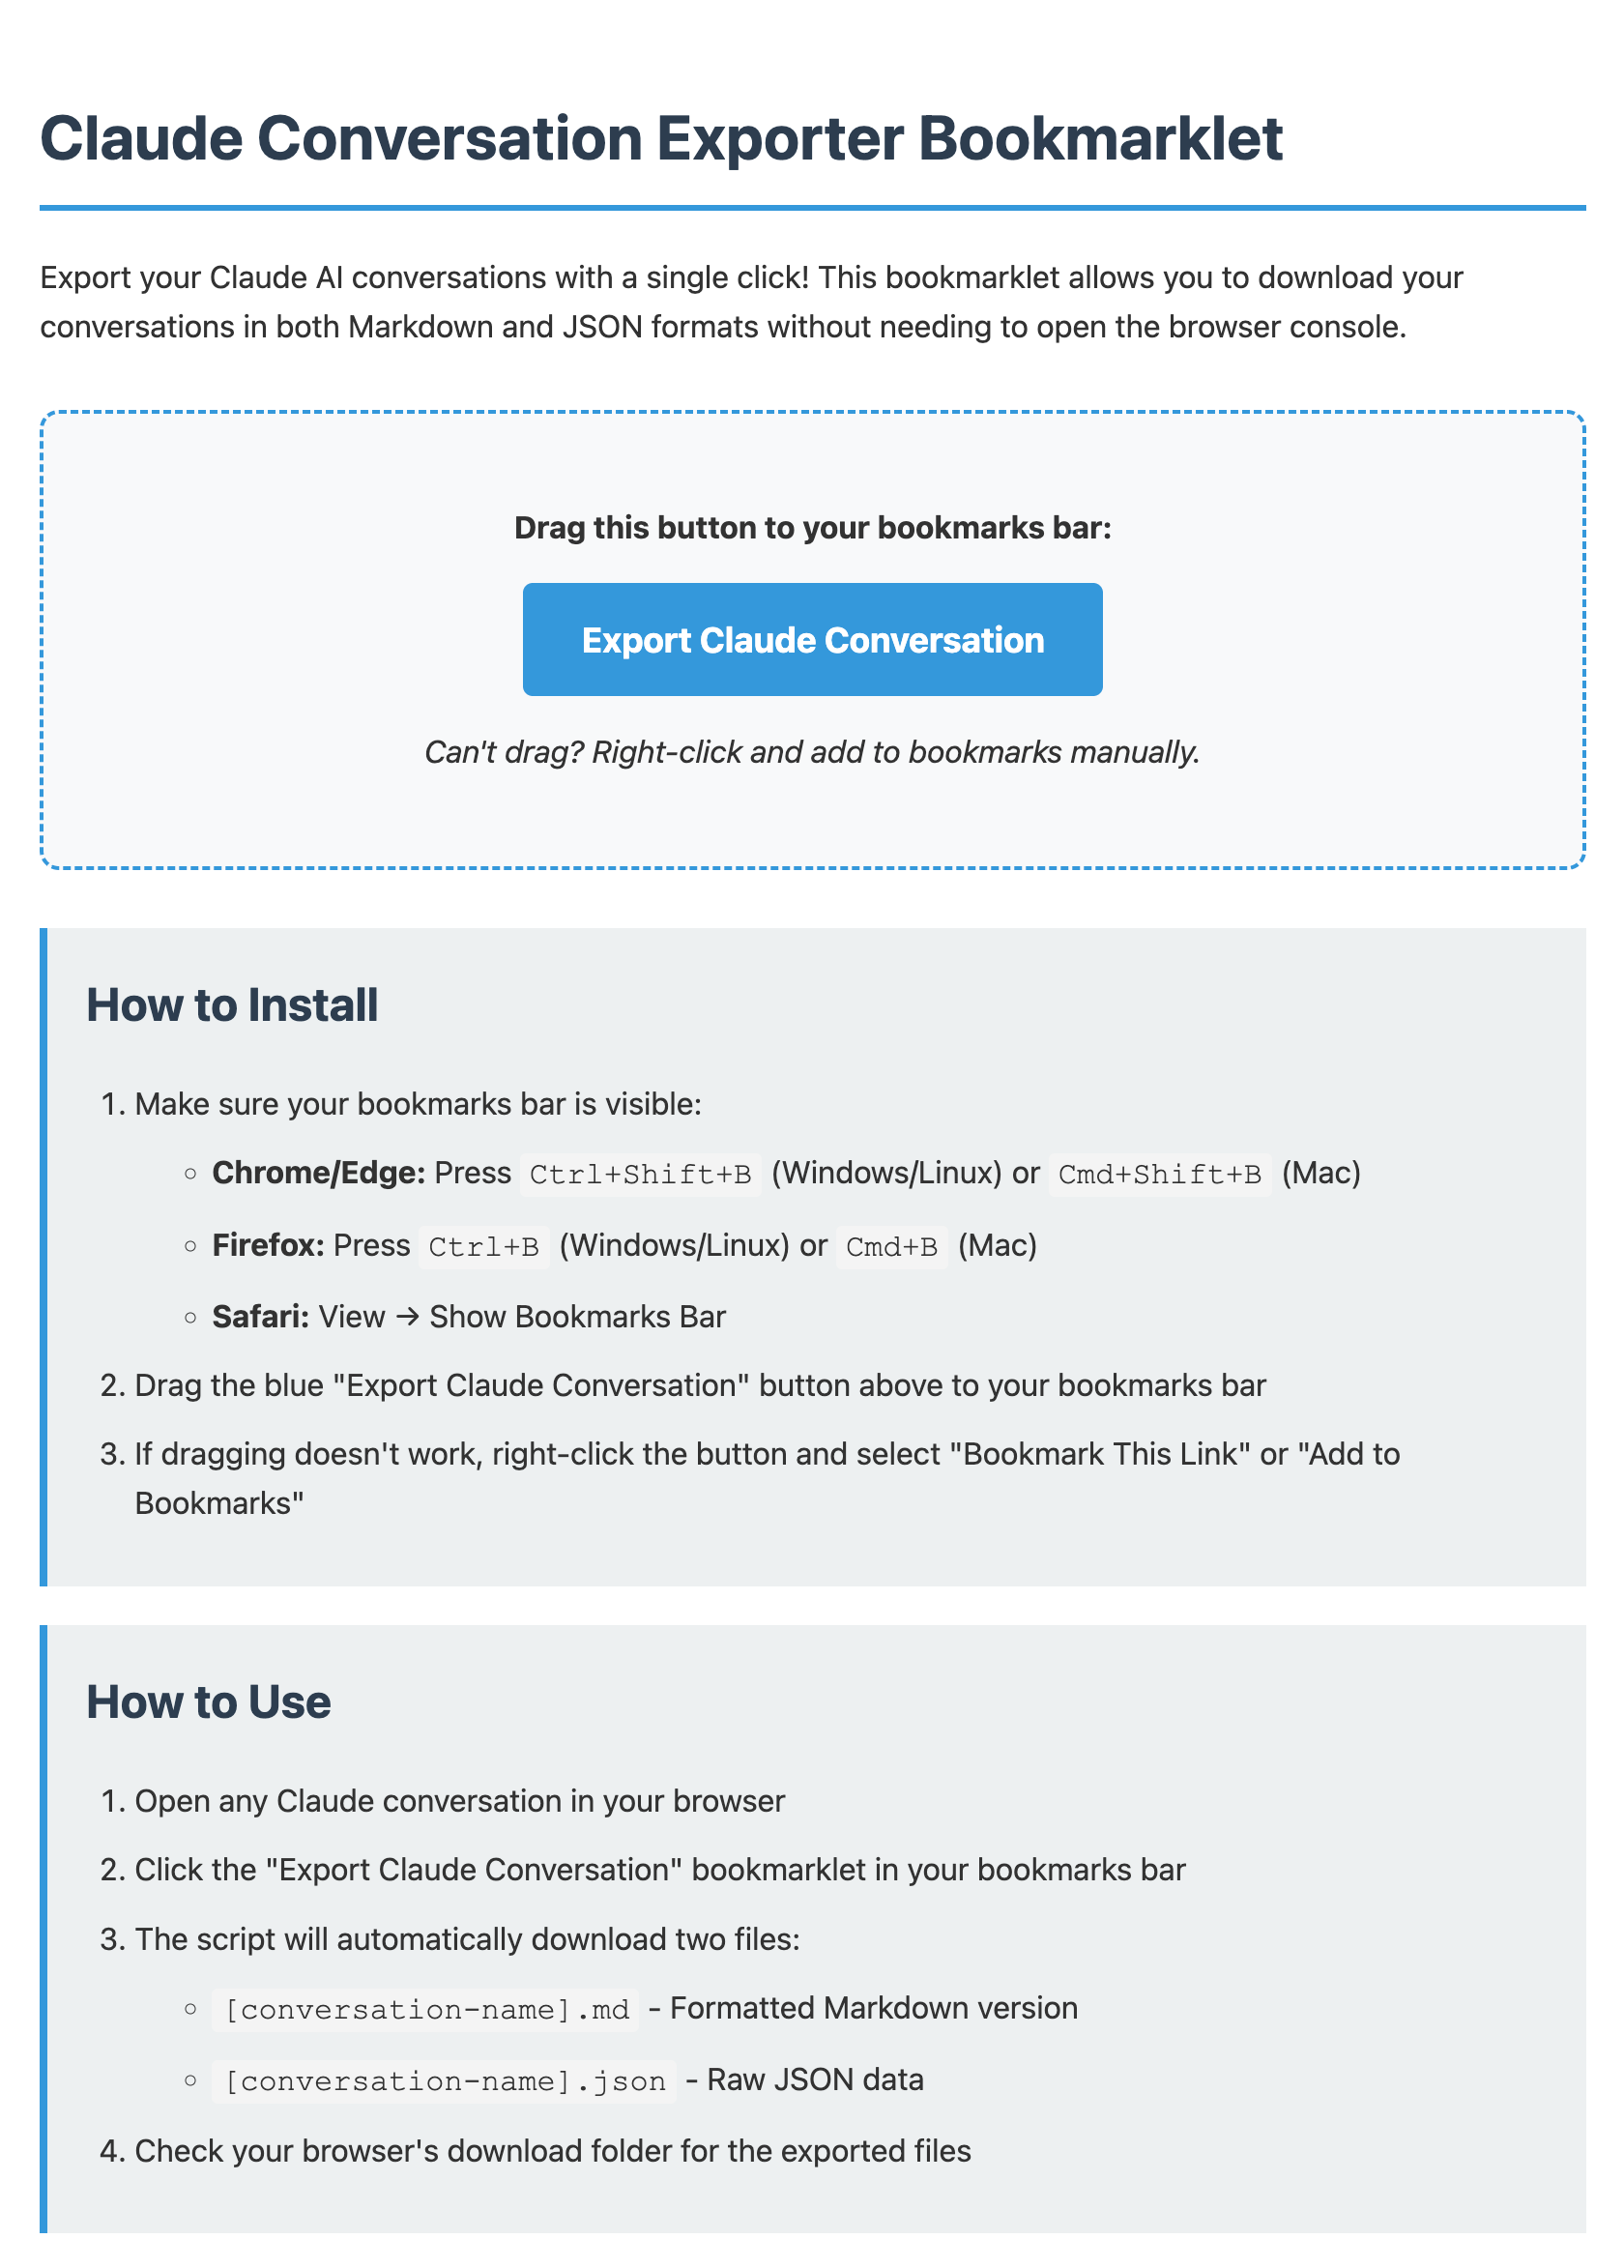 Claude Conversation Exporter Bookmarklet
Export your Claude AI conversations with a single click! This bookmarklet allows you to download your
conversations in both Markdown and JSON formats without needing to open the browser console.
Drag this button to your bookmarks bar:
Export Claude Conversation
Can't drag? Right-click and add to bookmarks manually.
How to Install
1. Make sure your bookmarks bar is visible:
◦ Chrome/Edge: Press Ctrl+Shift+B (Windows/Linux) or Cmd+Shift+B (Mac)
◦ Firefox: Press Ctrl+B (Windows/Linux) or Cmd+B (Mac)
◦ Safari: View → Show Bookmarks Bar
2. Drag the blue "Export Claude Conversation" button above to your bookmarks bar
3. If dragging doesn't work, right-click the button and select "Bookmark This Link" or "Add to
Bookmarks"
How to Use
1. Open any Claude conversation in your browser
2. Click the "Export Claude Conversation" bookmarklet in your bookmarks bar
3. The script will automatically download two files:
◦ [conversation-name].md - Formatted Markdown version
◦ [conversation-name].json - Raw JSON data
4. Check your browser's download folder for the exported files